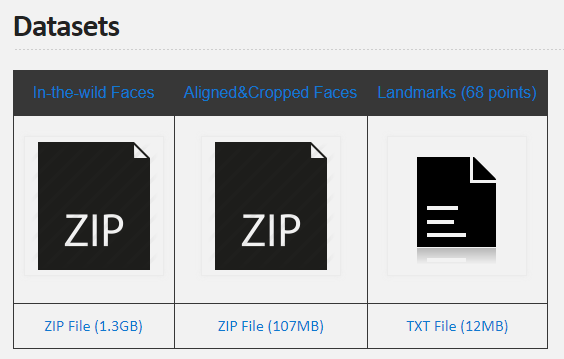 Datasets
In-the-wild Faces Aligned&Cropped Faces Landmarks (68 points)
ZIP ZIP
ZIP File (1.3GB) ZIP File (107MB) TXT File (12MB)